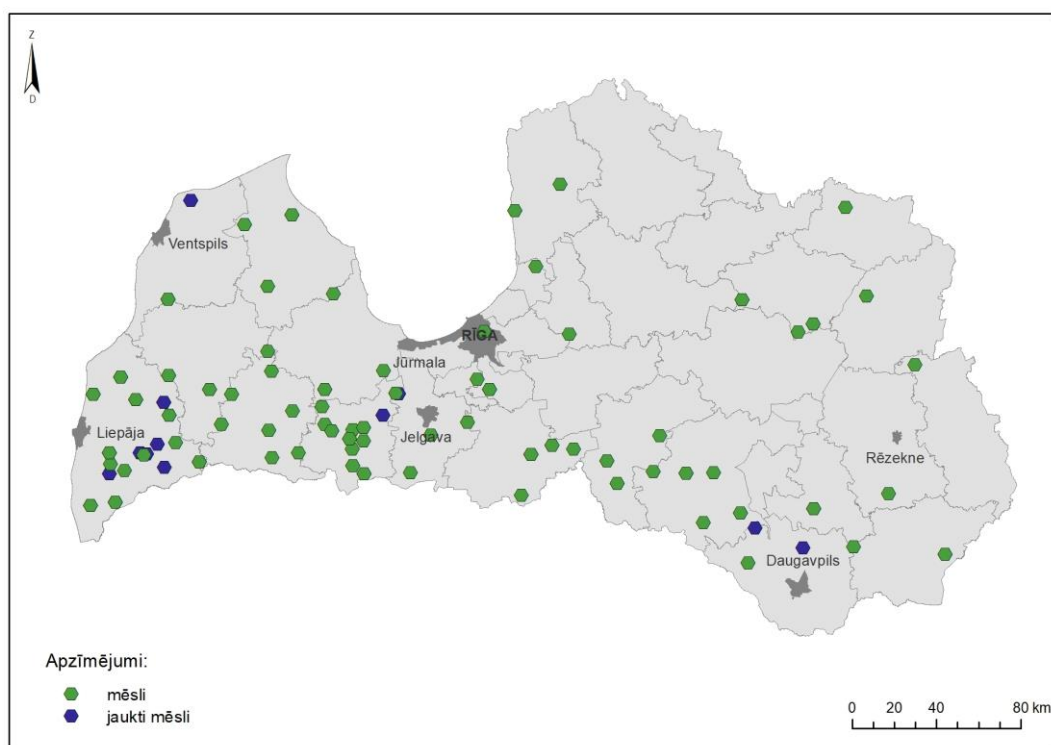 Z
D
Ventspils
RĪGA
Jūrmala
Liepāja
Jelgava
Rēzekne
Daugavpils
Apzīmējumi:
mēsli
jaukti mēsli
0 20 40 80 km